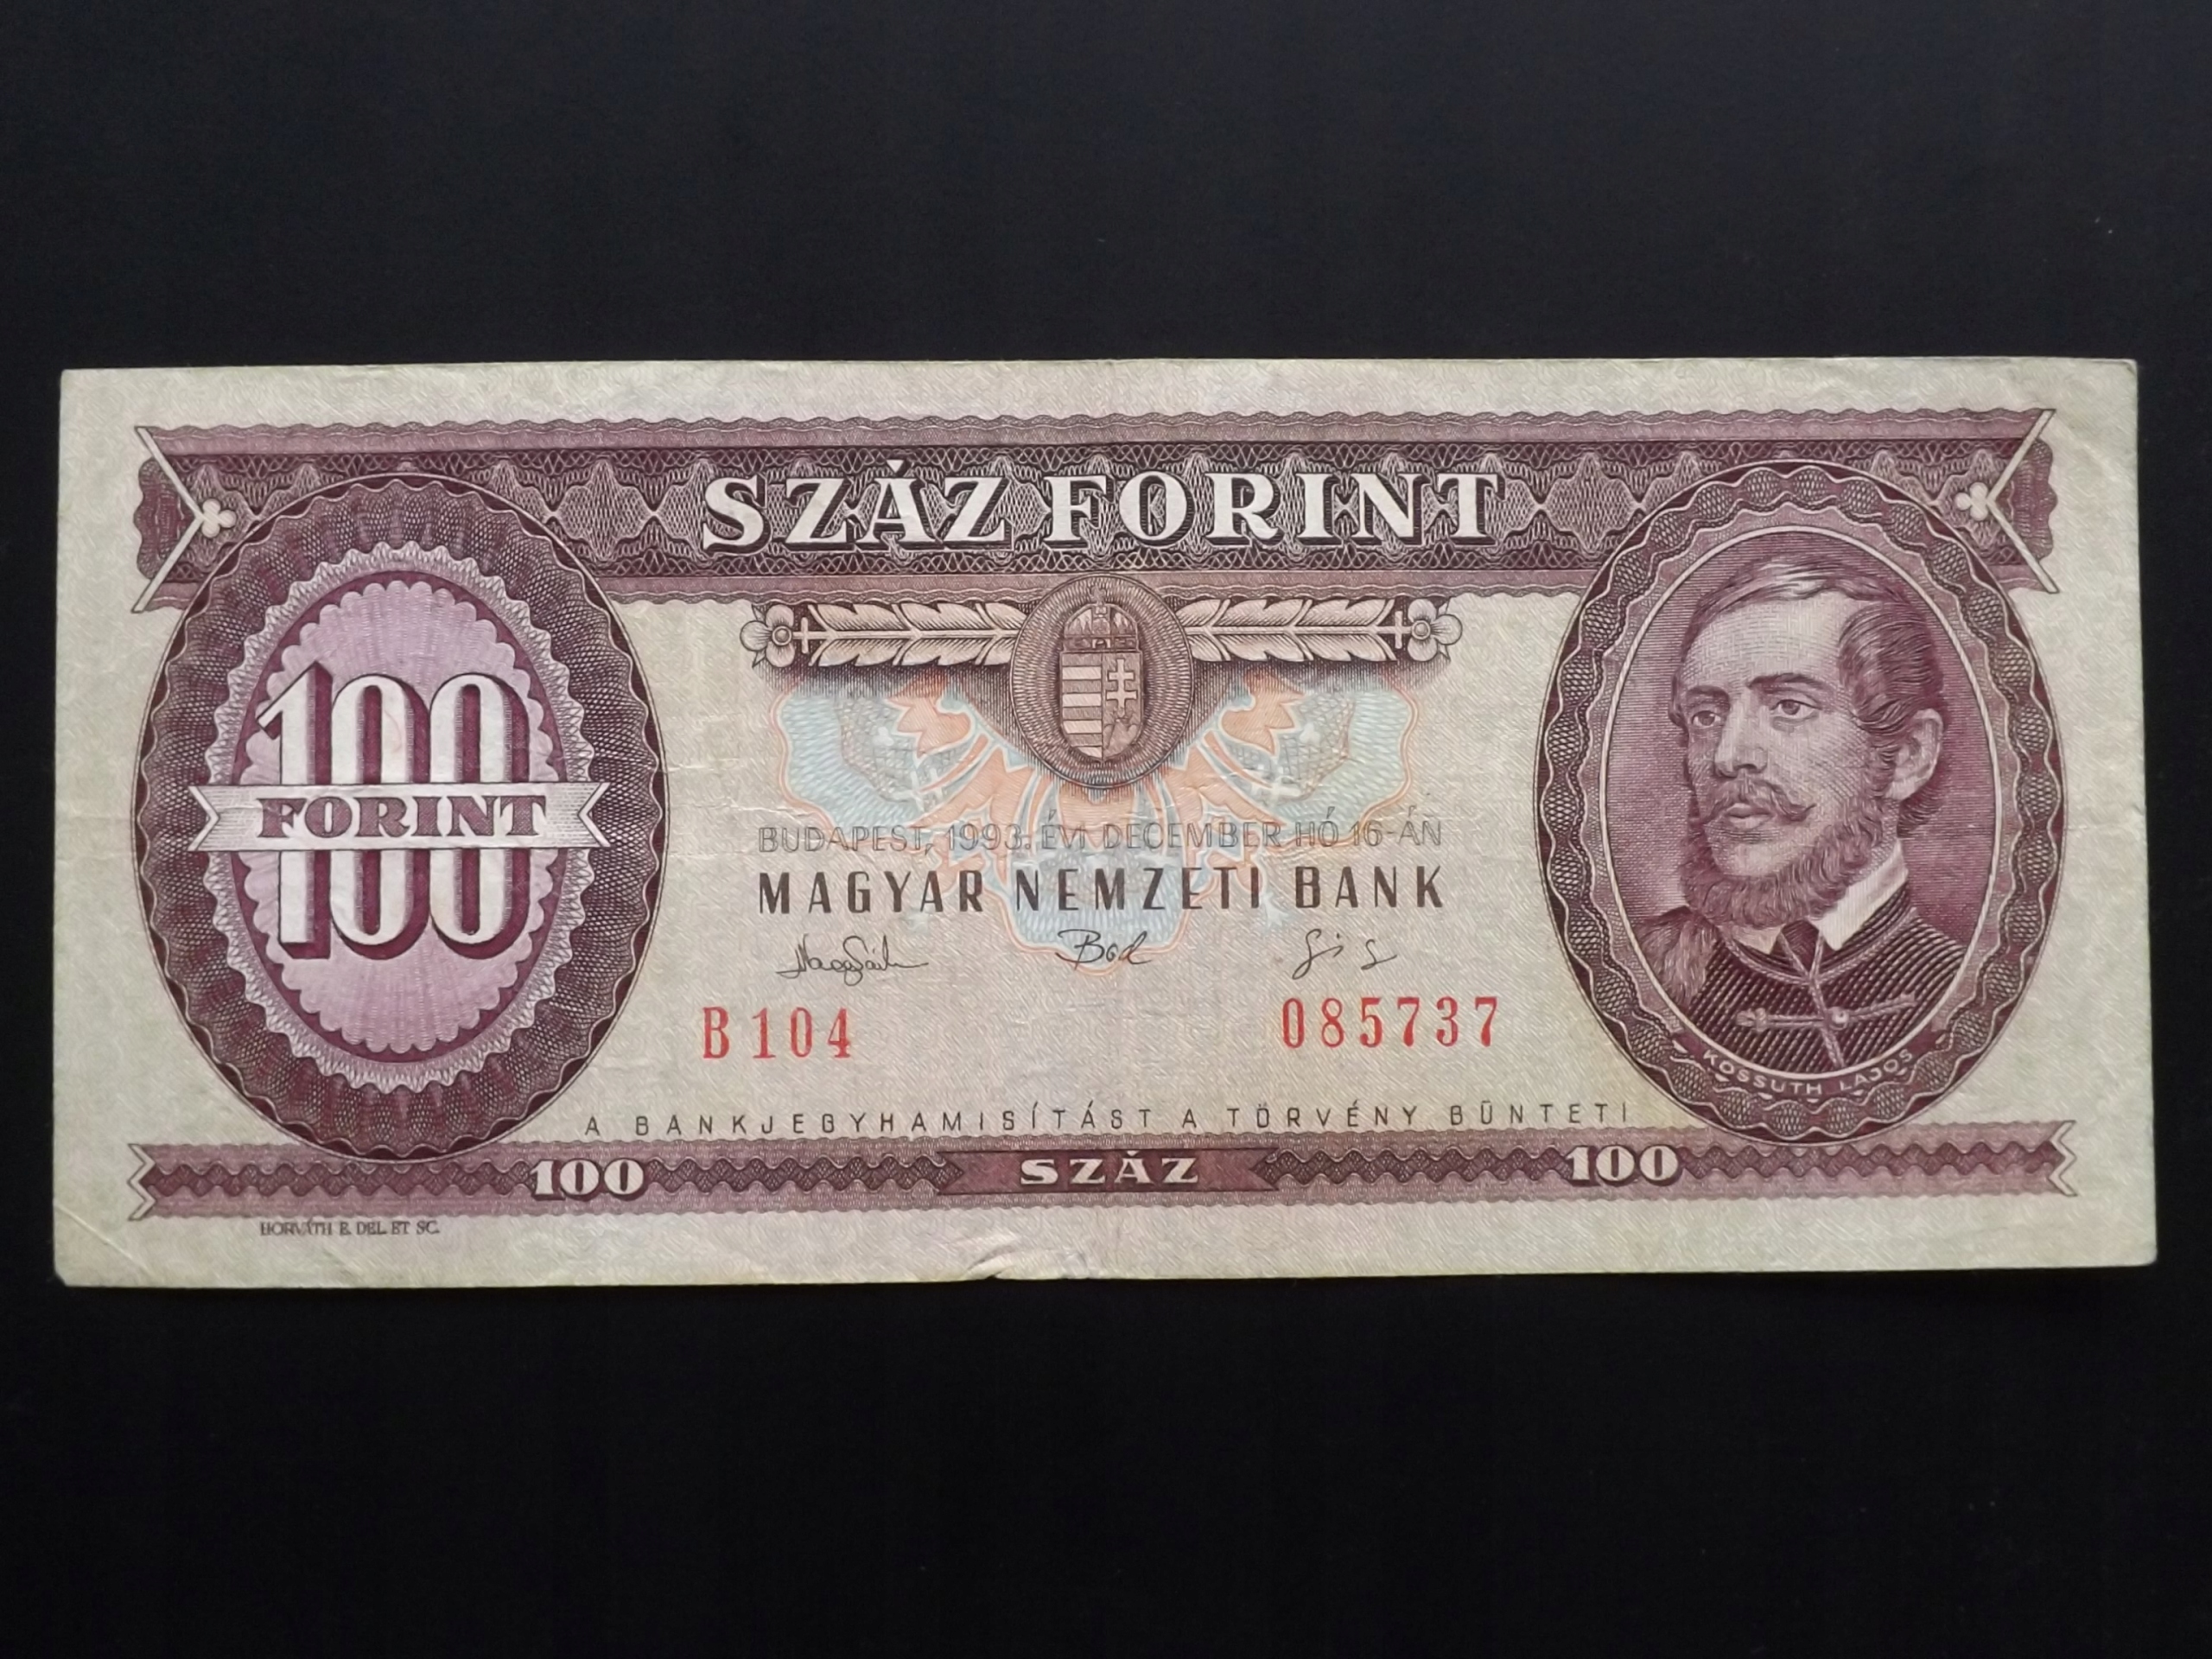 SZÁZ FORINT
100
FORINT
100
BUDAPEST, 1993. ÉVI DECEMBER HÓ 16-ÁN
MAGYAR NEMZETI BANK
B104
085737
KOSSUTH LAJOS
A BANKJEGYHAMISÍTÁST A TÖRVÉNY BÜNTETI
100 SZÁZ 100
HORVÁTH E. DEL. ET SC.